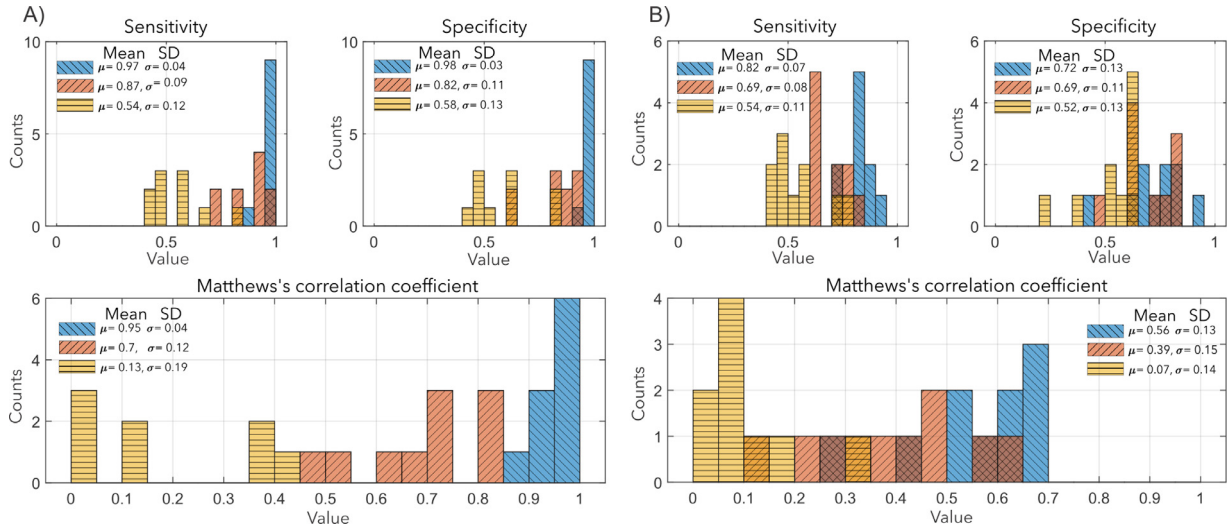 A)
Sensitivity
10
5
0
Counts
Mean SD
μ= 0.97 σ= 0.04
μ= 0.87, σ= 0.09
μ= 0.54, σ= 0.12
0 0.5 1
Value
Specificity
10
5
0
Counts
Mean SD
μ= 0.98 σ= 0.03
μ= 0.82, σ= 0.11
μ= 0.58, σ= 0.13
0 0.5 1
Value
Matthews's correlation coefficient
6
4
2
0
Counts
Mean SD
μ= 0.95 σ= 0.04
μ= 0.7, σ= 0.12
μ= 0.13, σ= 0.19
0 0.1 0.2 0.3 0.4 0.5 0.6 0.7 0.8 0.9 1
Value
B)
Sensitivity
6
4
2
0
Counts
Mean SD
μ= 0.82 σ= 0.07
μ= 0.69, σ= 0.08
μ= 0.54, σ= 0.11
0 0.5 1
Value
Specificity
6
4
2
0
Counts
Mean SD
μ= 0.72, σ= 0.13
μ= 0.69, σ= 0.11
μ= 0.52, σ= 0.13
0 0.5 1
Value
Matthews's correlation coefficient
4
3
2
1
0
Counts
Mean SD
μ= 0.56 σ= 0.13
μ= 0.39, σ= 0.15
μ= 0.07, σ= 0.14
0 0.1 0.2 0.3 0.4 0.5 0.6 0.7 0.8 0.9 1
Value